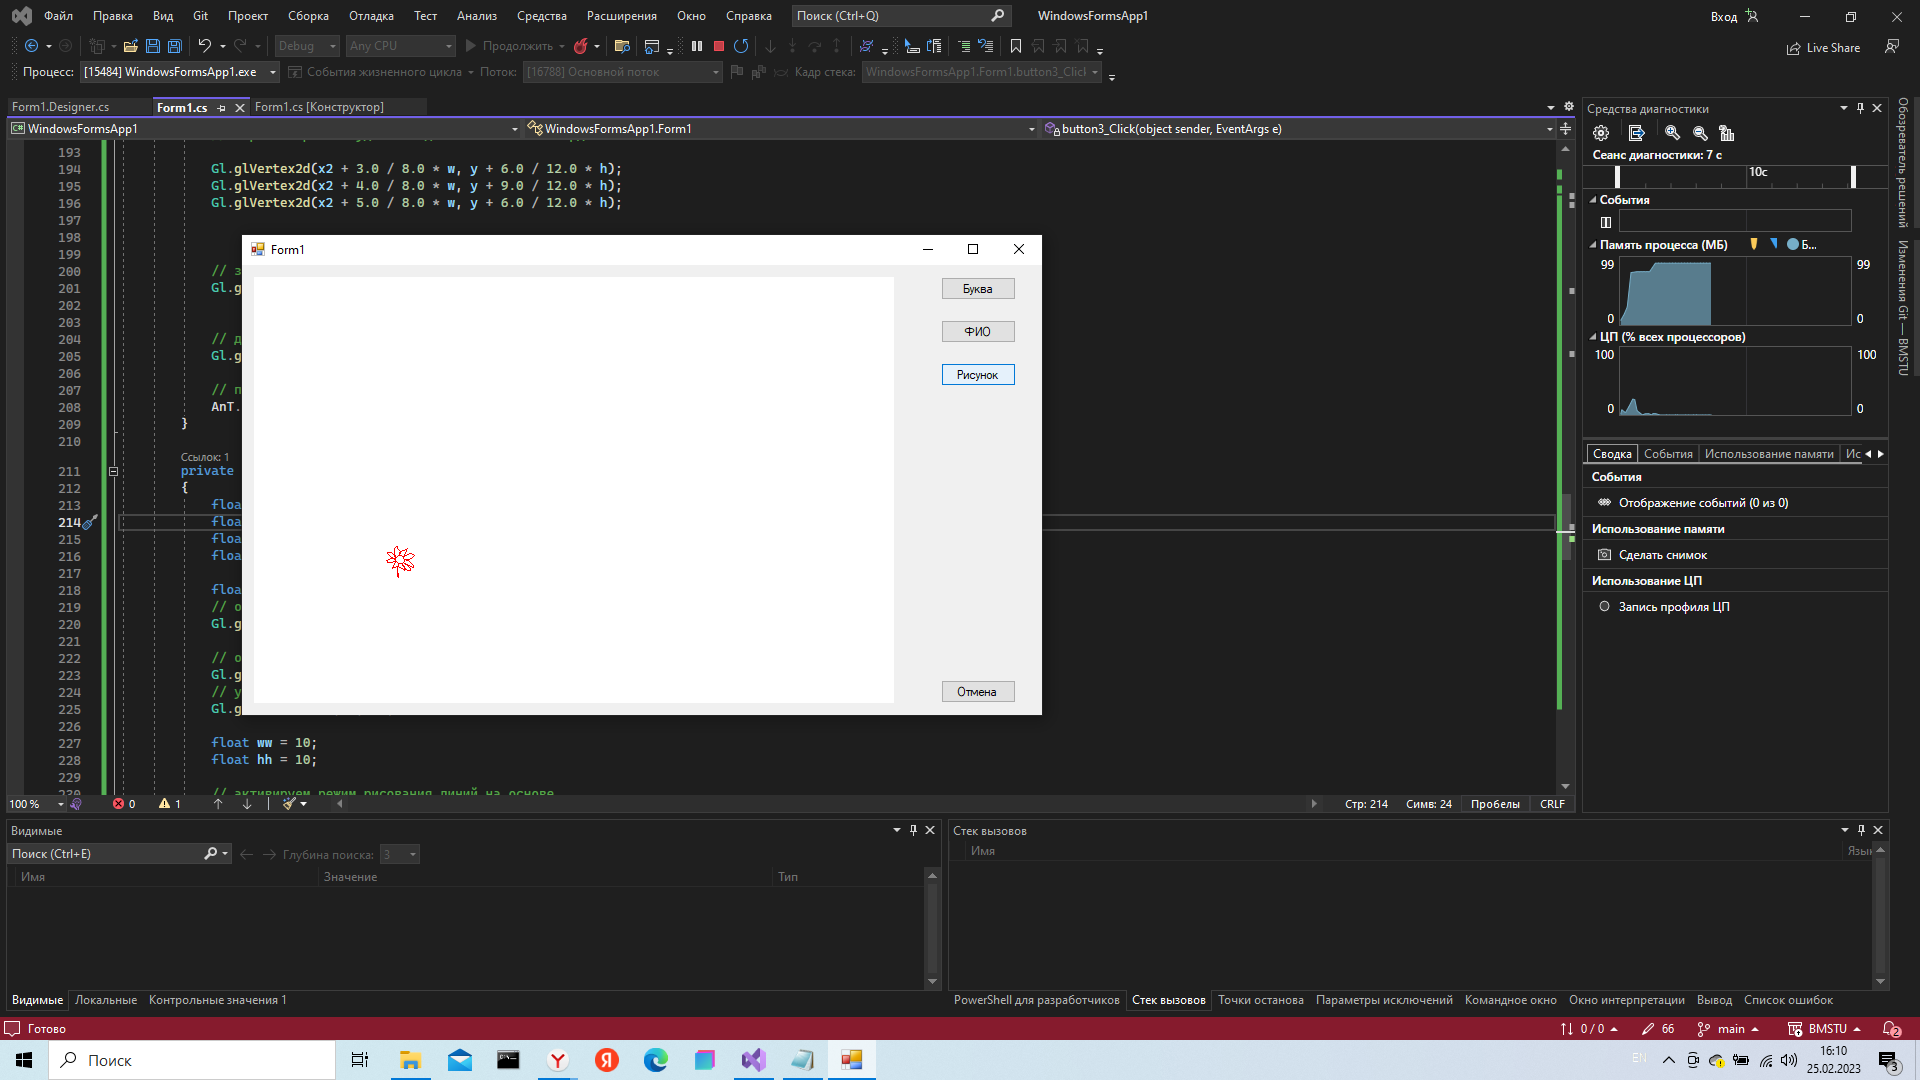 Файл Правка Вид Git Проект Сборка Отладка Тест Анализ Средства Расширения Окно Справка Поиск (Ctrl+Q) WindowsFormsApp1 Вход
Debug Any CPU Продолжить Live Share
Процесс: [15484] WindowsFormsApp1.exe События жизненного цикла Поток: [16788] Основной поток Кадр стека: WindowsFormsApp1.Form1.button3_Click
Form1.Designer.cs Form1.cs Form1.cs [Конструктор]
WindowsFormsApp1 WindowsFormsApp1.Form1 button3_Click(object sender, EventArgs e)
193
194 Gl.glVertex2d(x2 + 3.0 / 8.0 * w, y + 6.0 / 12.0 * h);
195 Gl.glVertex2d(x2 + 4.0 / 8.0 * w, y + 9.0 / 12.0 * h);
196 Gl.glVertex2d(x2 + 5.0 / 8.0 * w, y + 6.0 / 12.0 * h);
197
198
199
200 // з
201 Gl.g
202
203
204 // д
205 Gl.g
206
207 // п
208 AnT.
209 }
210
Ссылок: 1
211 private
212 {
213 floa
214 floa
215 floa
216 floa
217
218 floa
219 // о
220 Gl.g
221
222 // о
223 Gl.g
224 // у
225 Gl.g
226
227 float ww = 10;
228 float hh = 10;
229
230 // активируем режим рисования линий на основе
Form1
Буква
ФИО
Рисунок
Отмена
100 % 0 1 Стр: 214 Симв: 24 Пробелы CRLF
Средства диагностики
Сеанс диагностики: 7 с
10с
События
Память процесса (МБ) Б...
99 99
0 0
ЦП (% всех процессоров)
100 100
0 0
Сводка События Использование памяти Ис
События
Отображение событий (0 из 0)
Использование памяти
Сделать снимок
Использование ЦП
Запись профиля ЦП
Обозреватель решений
Изменения Git — BMSTU
Видимые
Поиск (Ctrl+E) Глубина поиска: 3
Имя Значение Тип
Видимые Локальные Контрольные значения 1
Стек вызовов
Имя Язык
PowerShell для разработчиков Стек вызовов Точки останова Параметры исключений Командное окно Окно интерпретации Вывод Список ошибок
Готово 0 / 0 66 main BMSTU 2
Поиск EN 16:10
25.02.2023 3